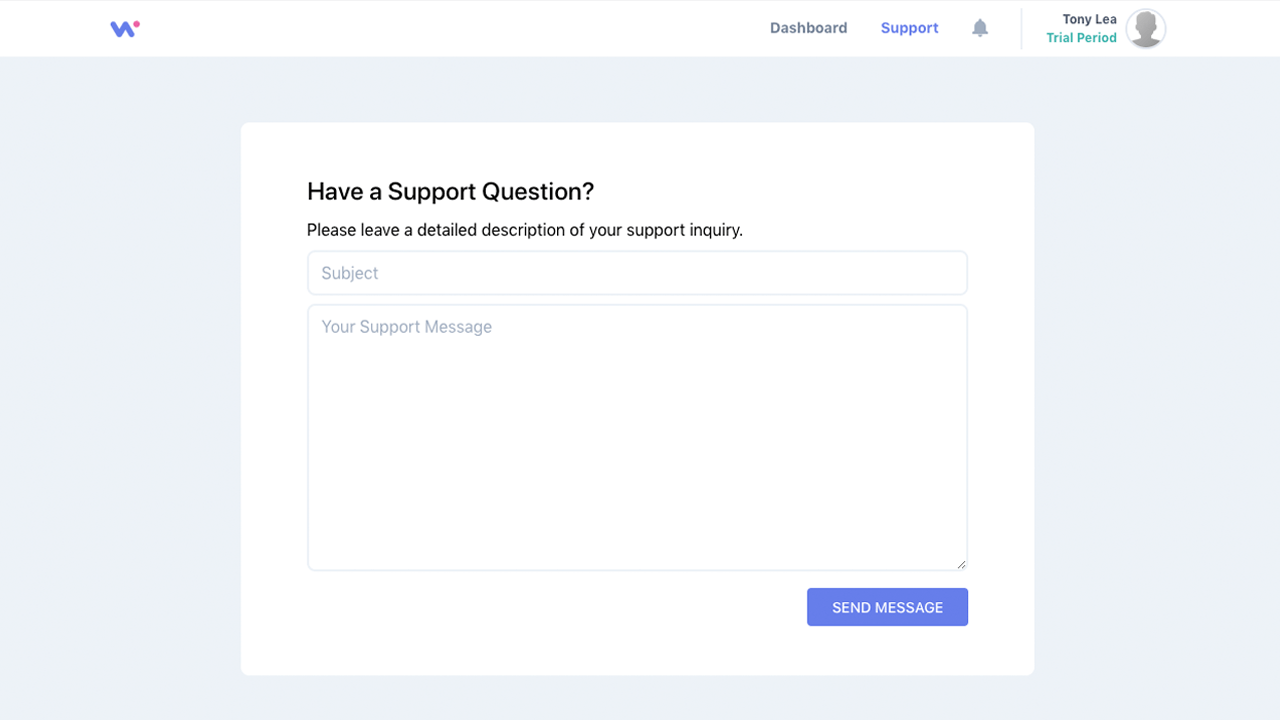 Dashboard Support Tony Lea
Trial Period
Have a Support Question?
Please leave a detailed description of your support inquiry.
Subject
Your Support Message
SEND MESSAGE